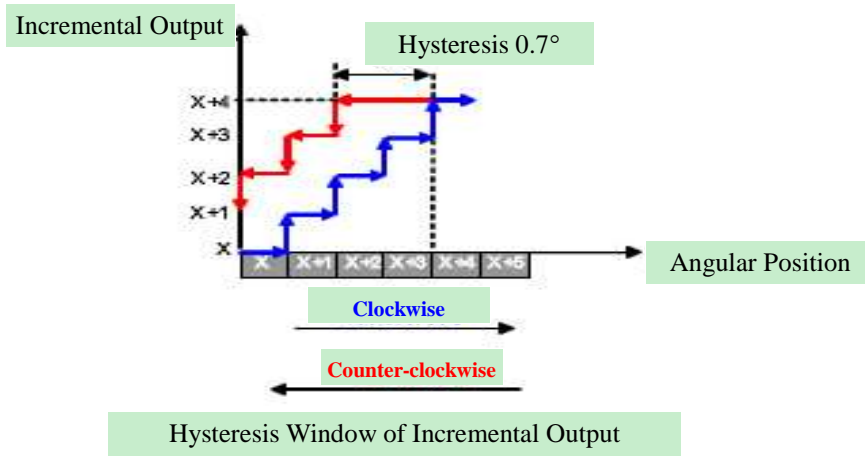 Incremental Output
Hysteresis 0.7°
X+4
X+3
X+2
X+1
X
X X+1 X+2 X+3 X+4 X+5
Angular Position
Clockwise
Counter-clockwise
Hysteresis Window of Incremental Output